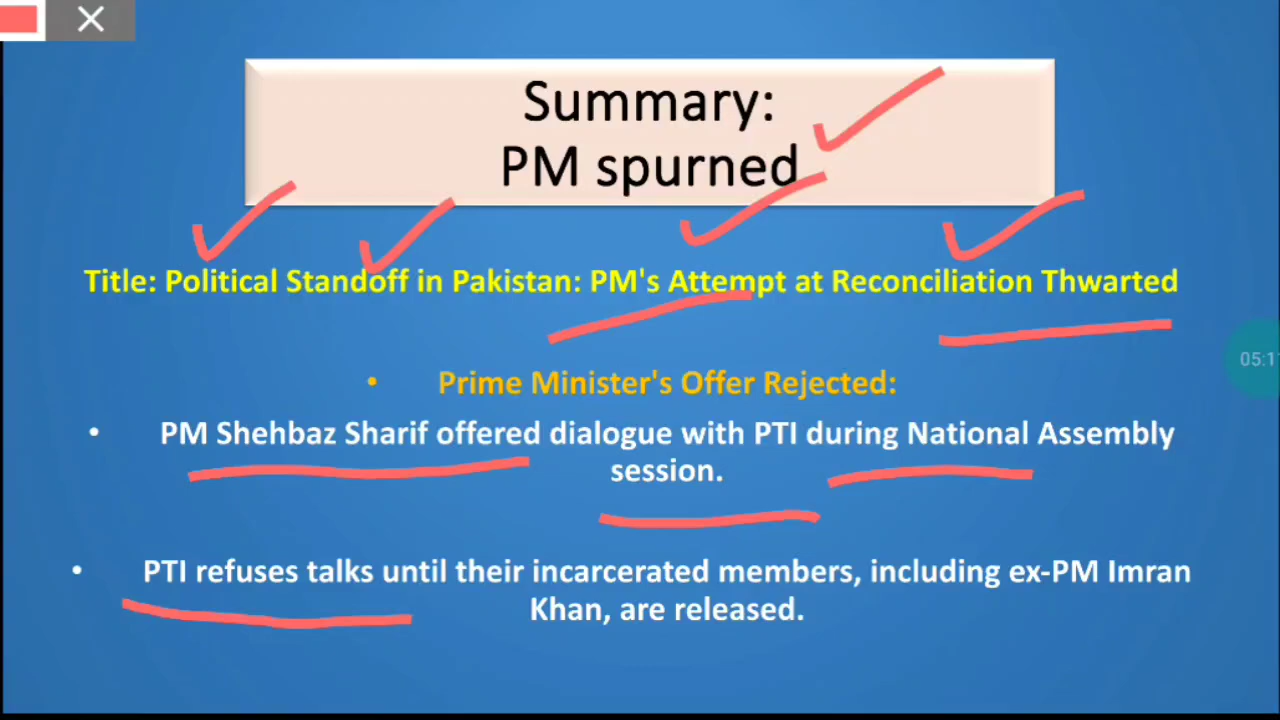 Summary:
PM spurned
Title: Political Standoff in Pakistan: PM's Attempt at Reconciliation Thwarted
• Prime Minister's Offer Rejected:
• PM Shehbaz Sharif offered dialogue with PTI during National Assembly
session.
• PTI refuses talks until their incarcerated members, including ex-PM Imran
Khan, are released.